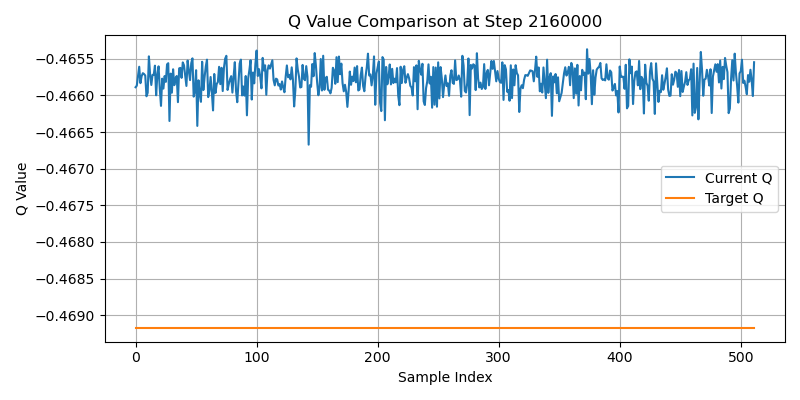 Q Value Comparison at Step 2160000
Q Value
−0.4655
−0.4660
−0.4665
−0.4670
−0.4675
−0.4680
−0.4685
−0.4690
Current Q
Target Q
0 100 200 300 400 500
Sample Index